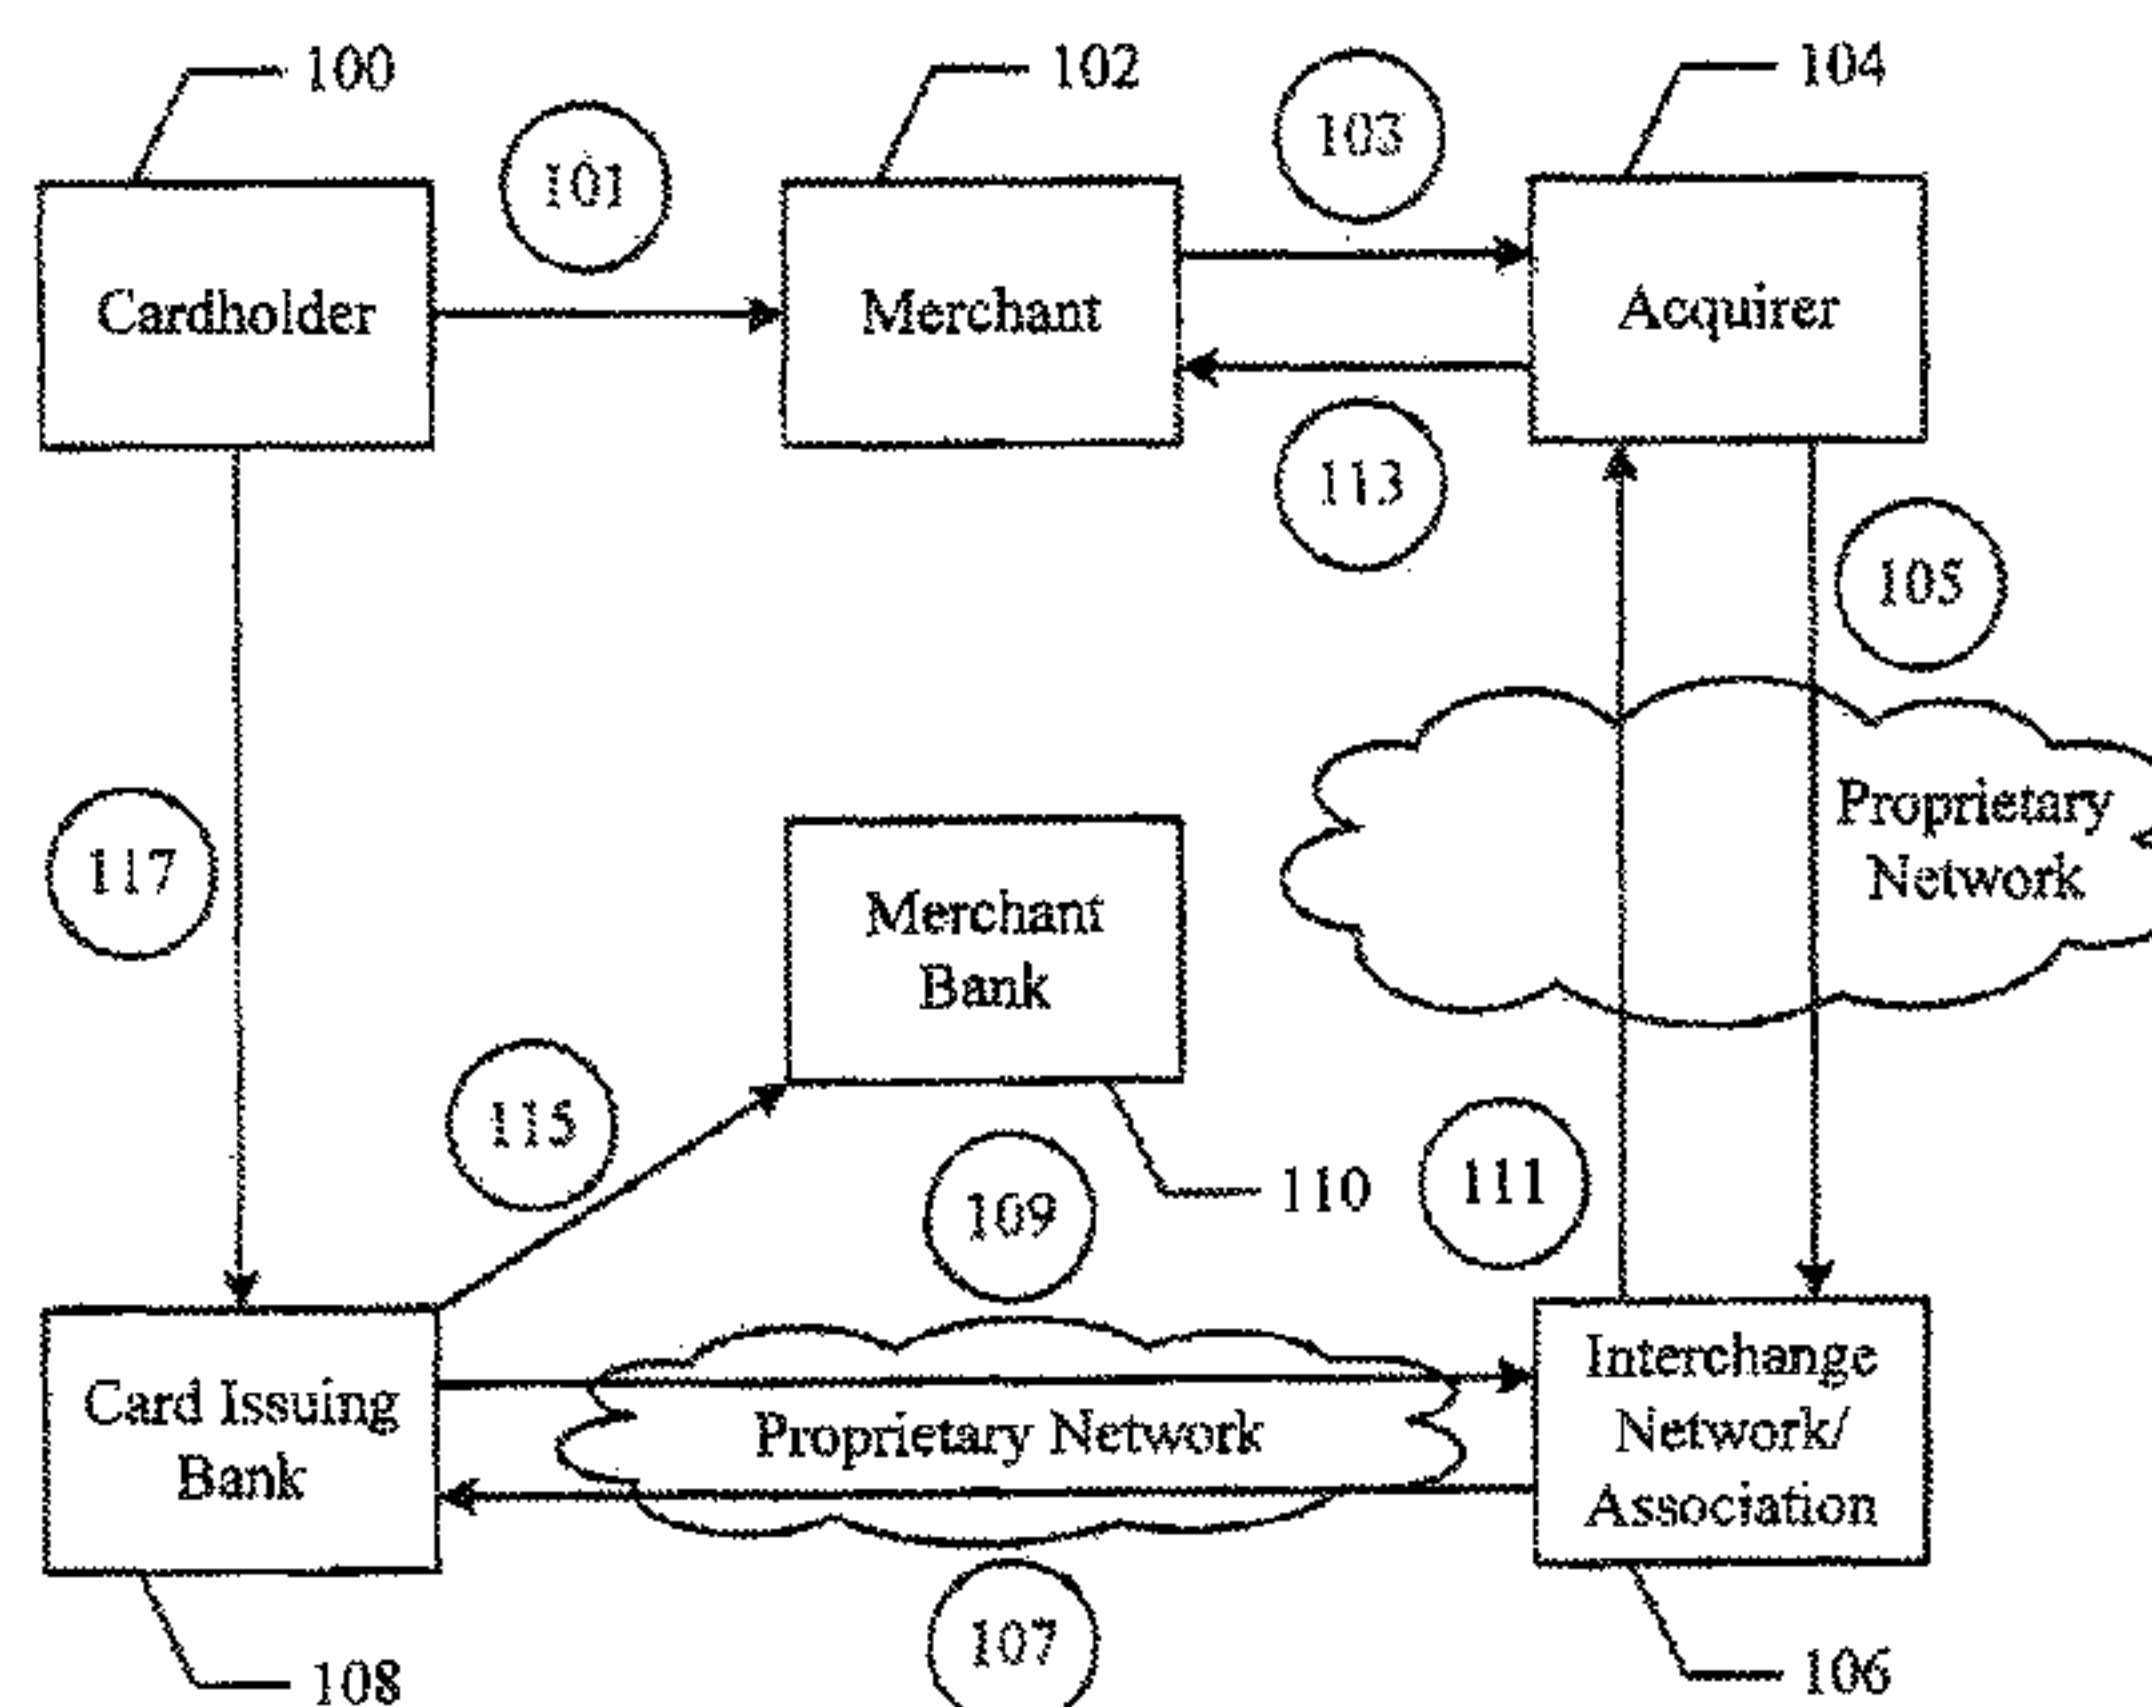 100
102
104
101
103
Cardholder
Merchant
Acquirer
113
105
117
Proprietary
Network
Merchant
Bank
115
110
109
111
Card Issuing
Bank
Proprietary Network
Interchange
Network/
Association
107
108
106